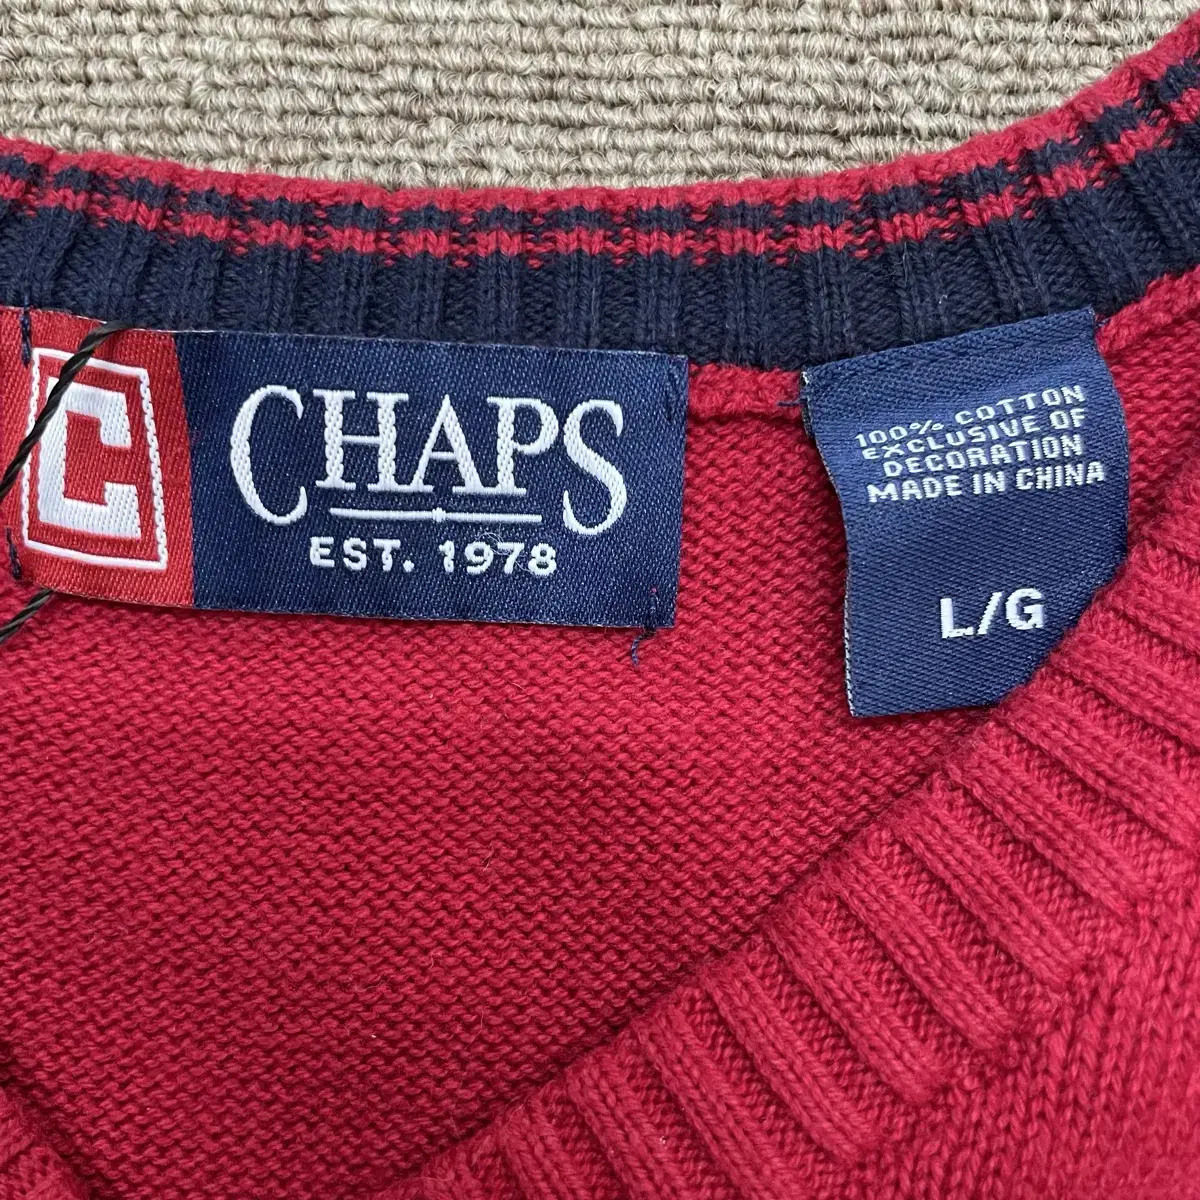 C
CHAPS
EST. 1978
100% COTTON
EXCLUSIVE OF
DECORATION
MADE IN CHINA
L/G